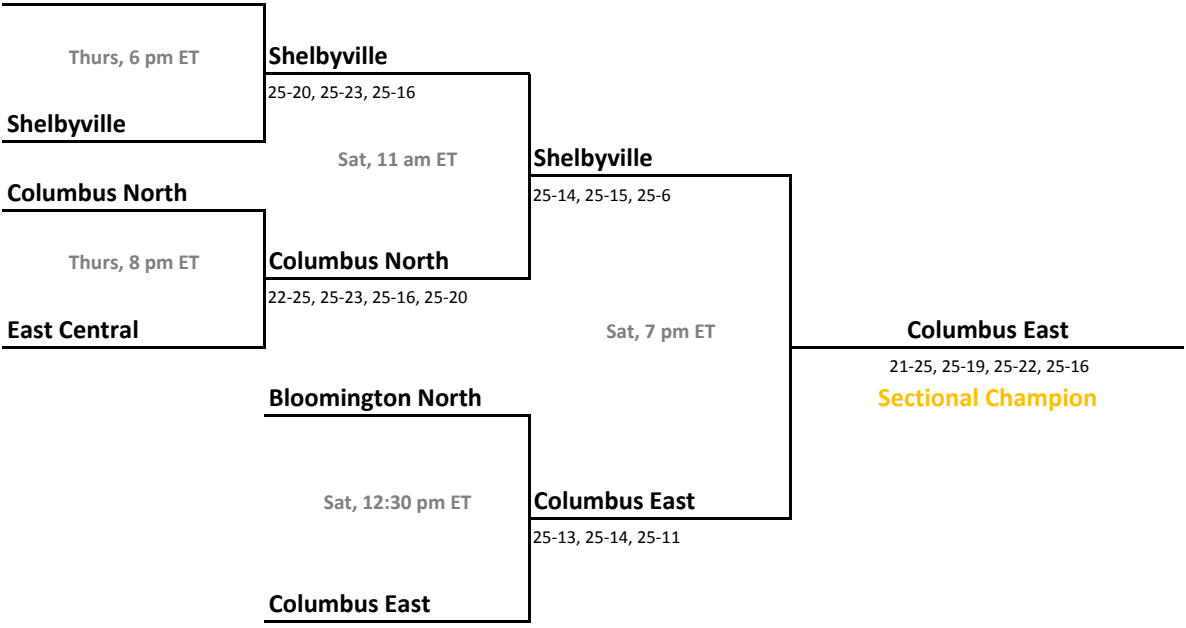 Thurs, 6 pm ET
Shelbyville
25-20, 25-23, 25-16
Shelbyville
Sat, 11 am ET
Shelbyville
25-14, 25-15, 25-6
Columbus North
Thurs, 8 pm ET
Columbus North
22-25, 25-23, 25-16, 25-20
East Central
Sat, 7 pm ET
Columbus East
21-25, 25-19, 25-22, 25-16
Sectional Champion
Bloomington North
Sat, 12:30 pm ET
Columbus East
25-13, 25-14, 25-11
Columbus East